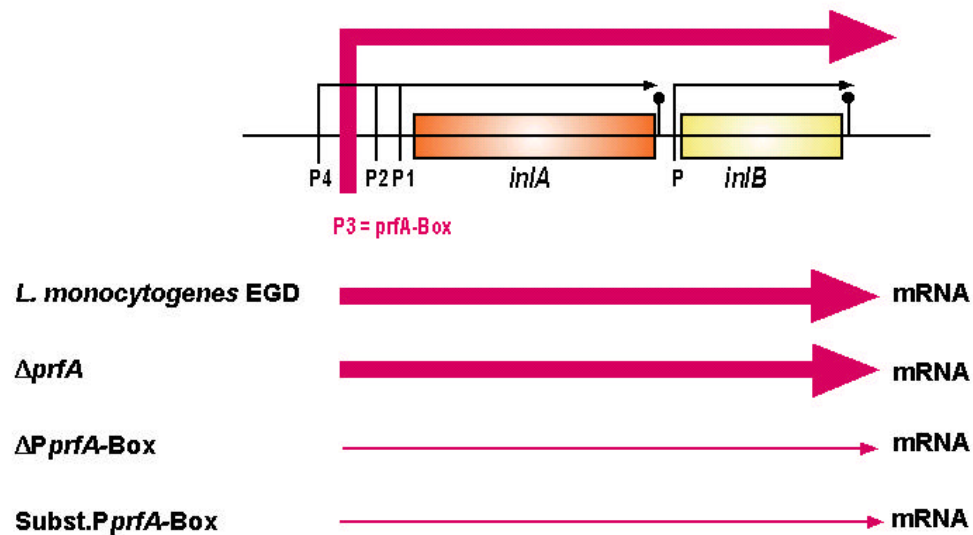 P4 P2 P1 inlA P inlB
P3 = prfA-Box
L. monocytogenes EGD mRNA
ΔprfA mRNA
ΔPprfA-Box mRNA
Subst.PprfA-Box mRNA